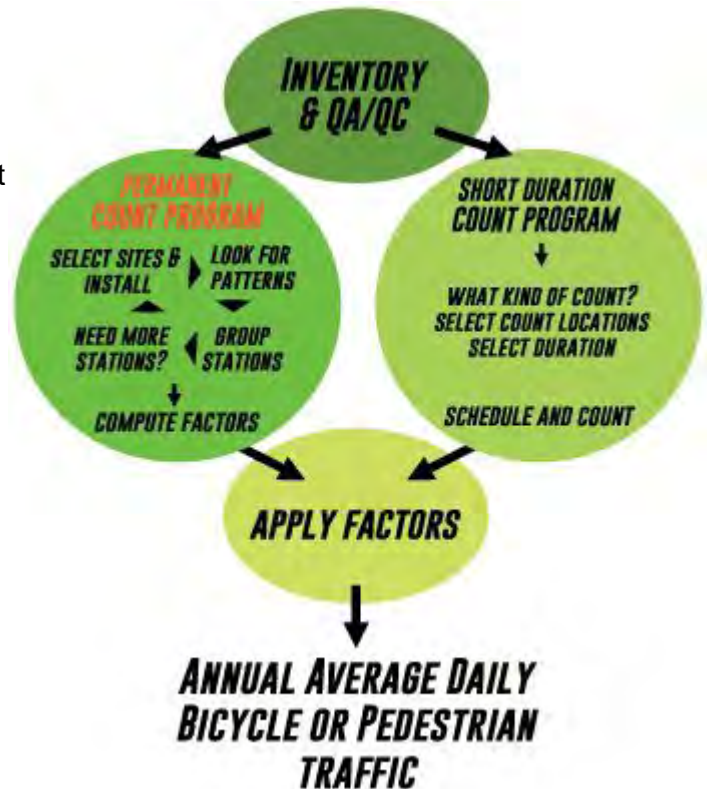 INVENTORY
& QA/QC
t
PERMANENT
COUNT PROGRAM
SELECT SITES &
INSTALL
LOOK FOR
PATTERNS
NEED MORE
STATIONS?
GROUP
STATIONS
COMPUTE FACTORS
SHORT DURATION
COUNT PROGRAM
WHAT KIND OF COUNT?
SELECT COUNT LOCATIONS
SELECT DURATION
SCHEDULE AND COUNT
APPLY FACTORS
ANNUAL AVERAGE DAILY
BICYCLE OR PEDESTRIAN
TRAFFIC